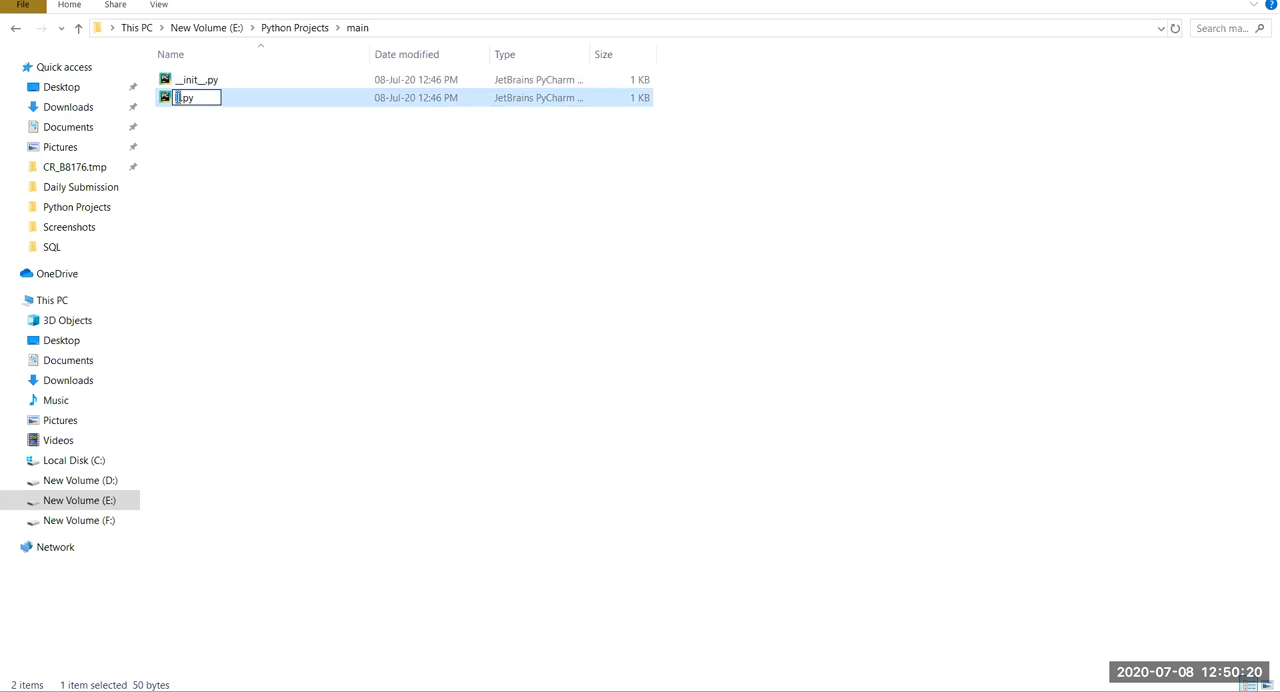 File Home Share View
This PC New Volume (E:) Python Projects main Search ma...
Name Date modified Type Size
Quick access
__init__.py 08-Jul-20 12:46 PM JetBrains PyCharm ... 1 KB
Desktop
.py 08-Jul-20 12:46 PM JetBrains PyCharm ... 1 KB
Downloads
Documents
Pictures
CR_B8176.tmp
Daily Submission
Python Projects
Screenshots
SQL
OneDrive
This PC
3D Objects
Desktop
Documents
Downloads
Music
Pictures
Videos
Local Disk (C:)
New Volume (D:)
New Volume (E:)
New Volume (F:)
Network
2020-07-08 12:50:20
2 items 1 item selected 50 bytes